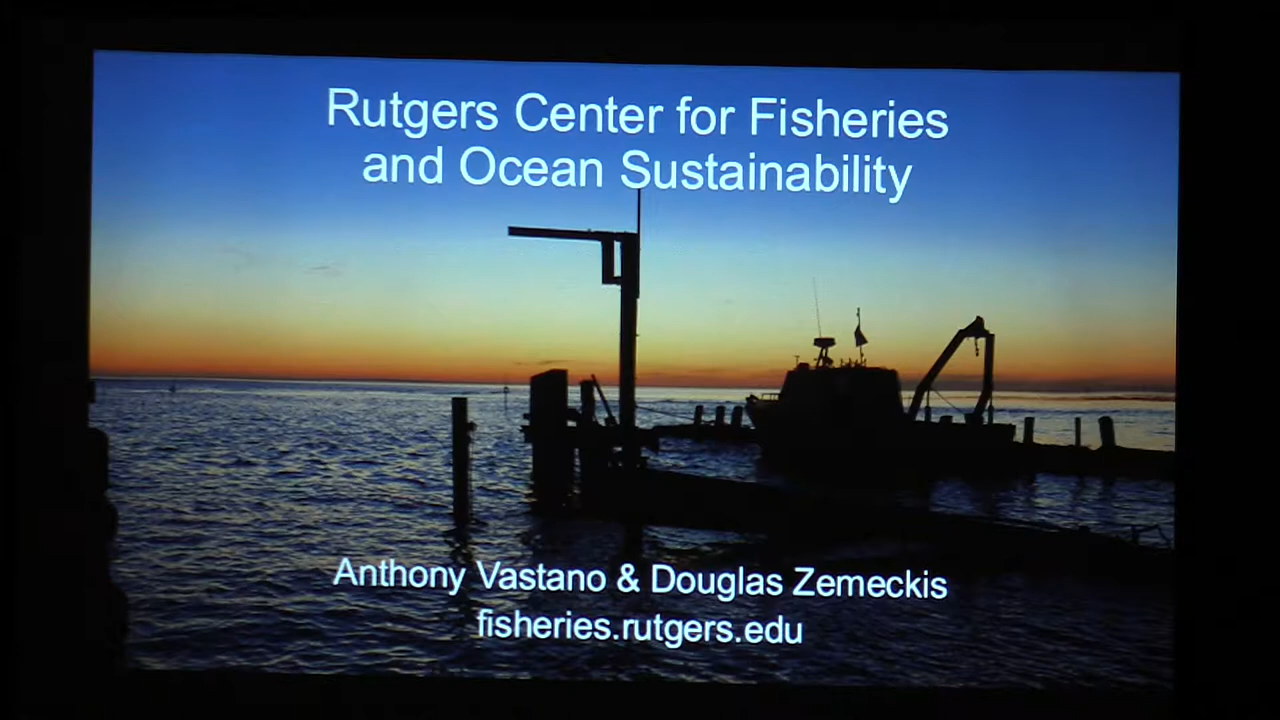 Rutgers Center for Fisheries
and Ocean Sustainability
Anthony Vastano & Douglas Zemeckis
fisheries.rutgers.edu